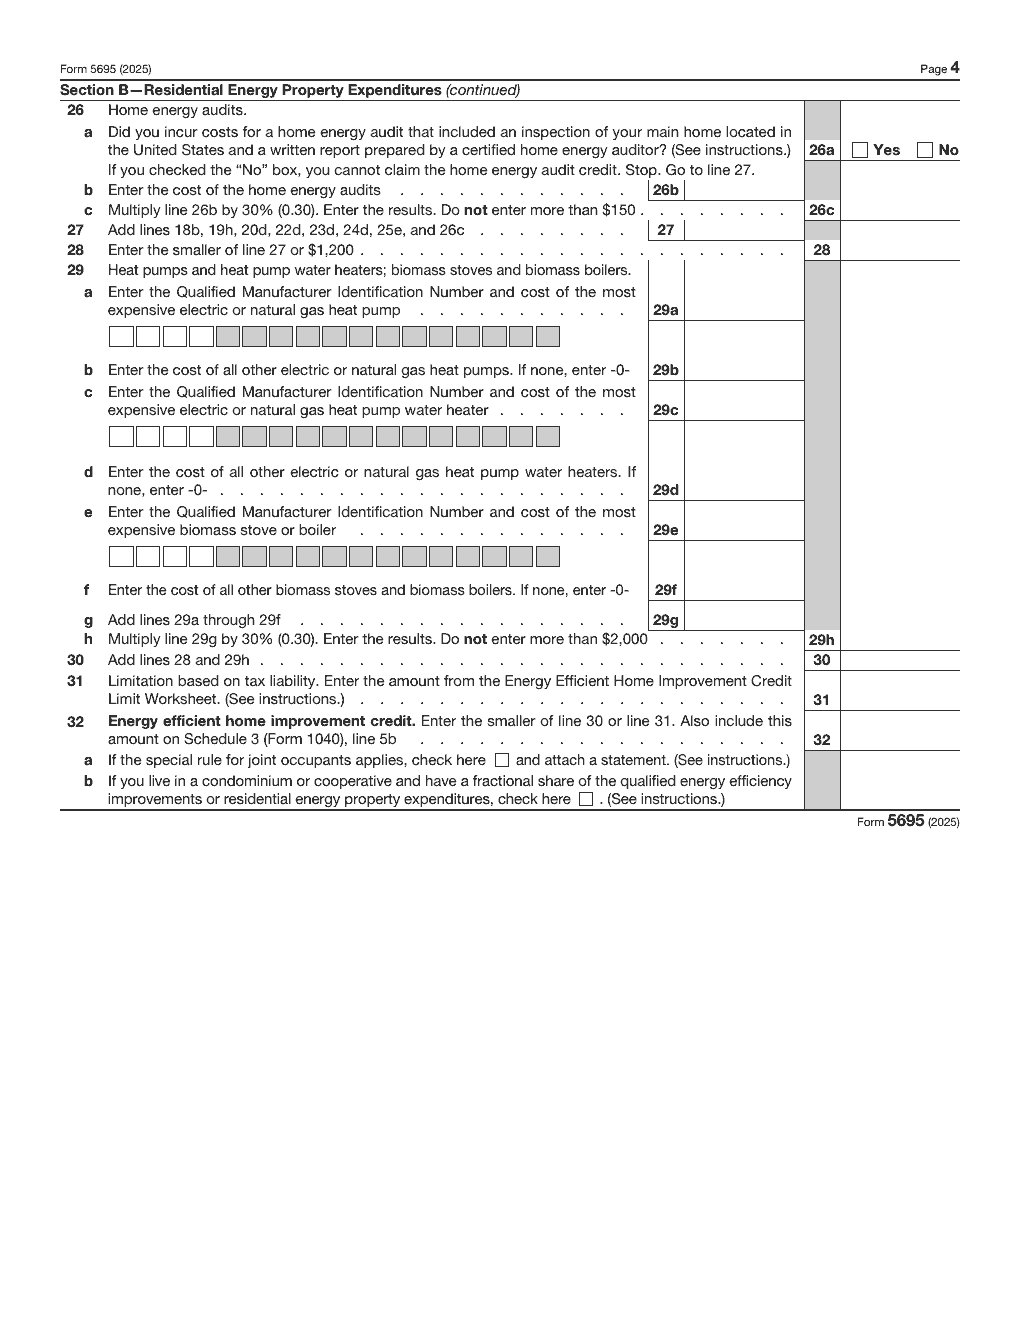 Form 5695 (2025) Page 4
Section B—Residential Energy Property Expenditures (continued)
26 Home energy audits.
a Did you incur costs for a home energy audit that included an inspection of your main home located in
the United States and a written report prepared by a certified home energy auditor? (See instructions.) 26a Yes No
If you checked the “No” box, you cannot claim the home energy audit credit. Stop. Go to line 27.
b Enter the cost of the home energy audits . . . . . . . . . . . . 26b
c Multiply line 26b by 30% (0.30). Enter the results. Do not enter more than $150 . . . . . . . . 26c
27 Add lines 18b, 19h, 20d, 22d, 23d, 24d, 25e, and 26c . . . . . . . . 27
28 Enter the smaller of line 27 or $1,200 . . . . . . . . . . . . . . . . . . . . . . 28
29 Heat pumps and heat pump water heaters; biomass stoves and biomass boilers.
a Enter the Qualified Manufacturer Identification Number and cost of the most
expensive electric or natural gas heat pump . . . . . . . . . . . 29a
b Enter the cost of all other electric or natural gas heat pumps. If none, enter -0- 29b
c Enter the Qualified Manufacturer Identification Number and cost of the most
expensive electric or natural gas heat pump water heater . . . . . . . 29c
d Enter the cost of all other electric or natural gas heat pump water heaters. If
none, enter -0- . . . . . . . . . . . . . . . . . . . . . 29d
e Enter the Qualified Manufacturer Identification Number and cost of the most
expensive biomass stove or boiler . . . . . . . . . . . . . . 29e
f Enter the cost of all other biomass stoves and biomass boilers. If none, enter -0- 29f
g Add lines 29a through 29f . . . . . . . . . . . . . . . . . 29g
h Multiply line 29g by 30% (0.30). Enter the results. Do not enter more than $2,000 . . . . . . . 29h
30 Add lines 28 and 29h . . . . . . . . . . . . . . . . . . . . . . . . . . . 30
31 Limitation based on tax liability. Enter the amount from the Energy Efficient Home Improvement Credit
Limit Worksheet. (See instructions.) . . . . . . . . . . . . . . . . . . . . . . 31
32 Energy efficient home improvement credit. Enter the smaller of line 30 or line 31. Also include this
amount on Schedule 3 (Form 1040), line 5b . . . . . . . . . . . . . . . . . . . 32
a If the special rule for joint occupants applies, check here and attach a statement. (See instructions.)
b If you live in a condominium or cooperative and have a fractional share of the qualified energy efficiency
improvements or residential energy property expenditures, check here . (See instructions.)
Form 5695 (2025)